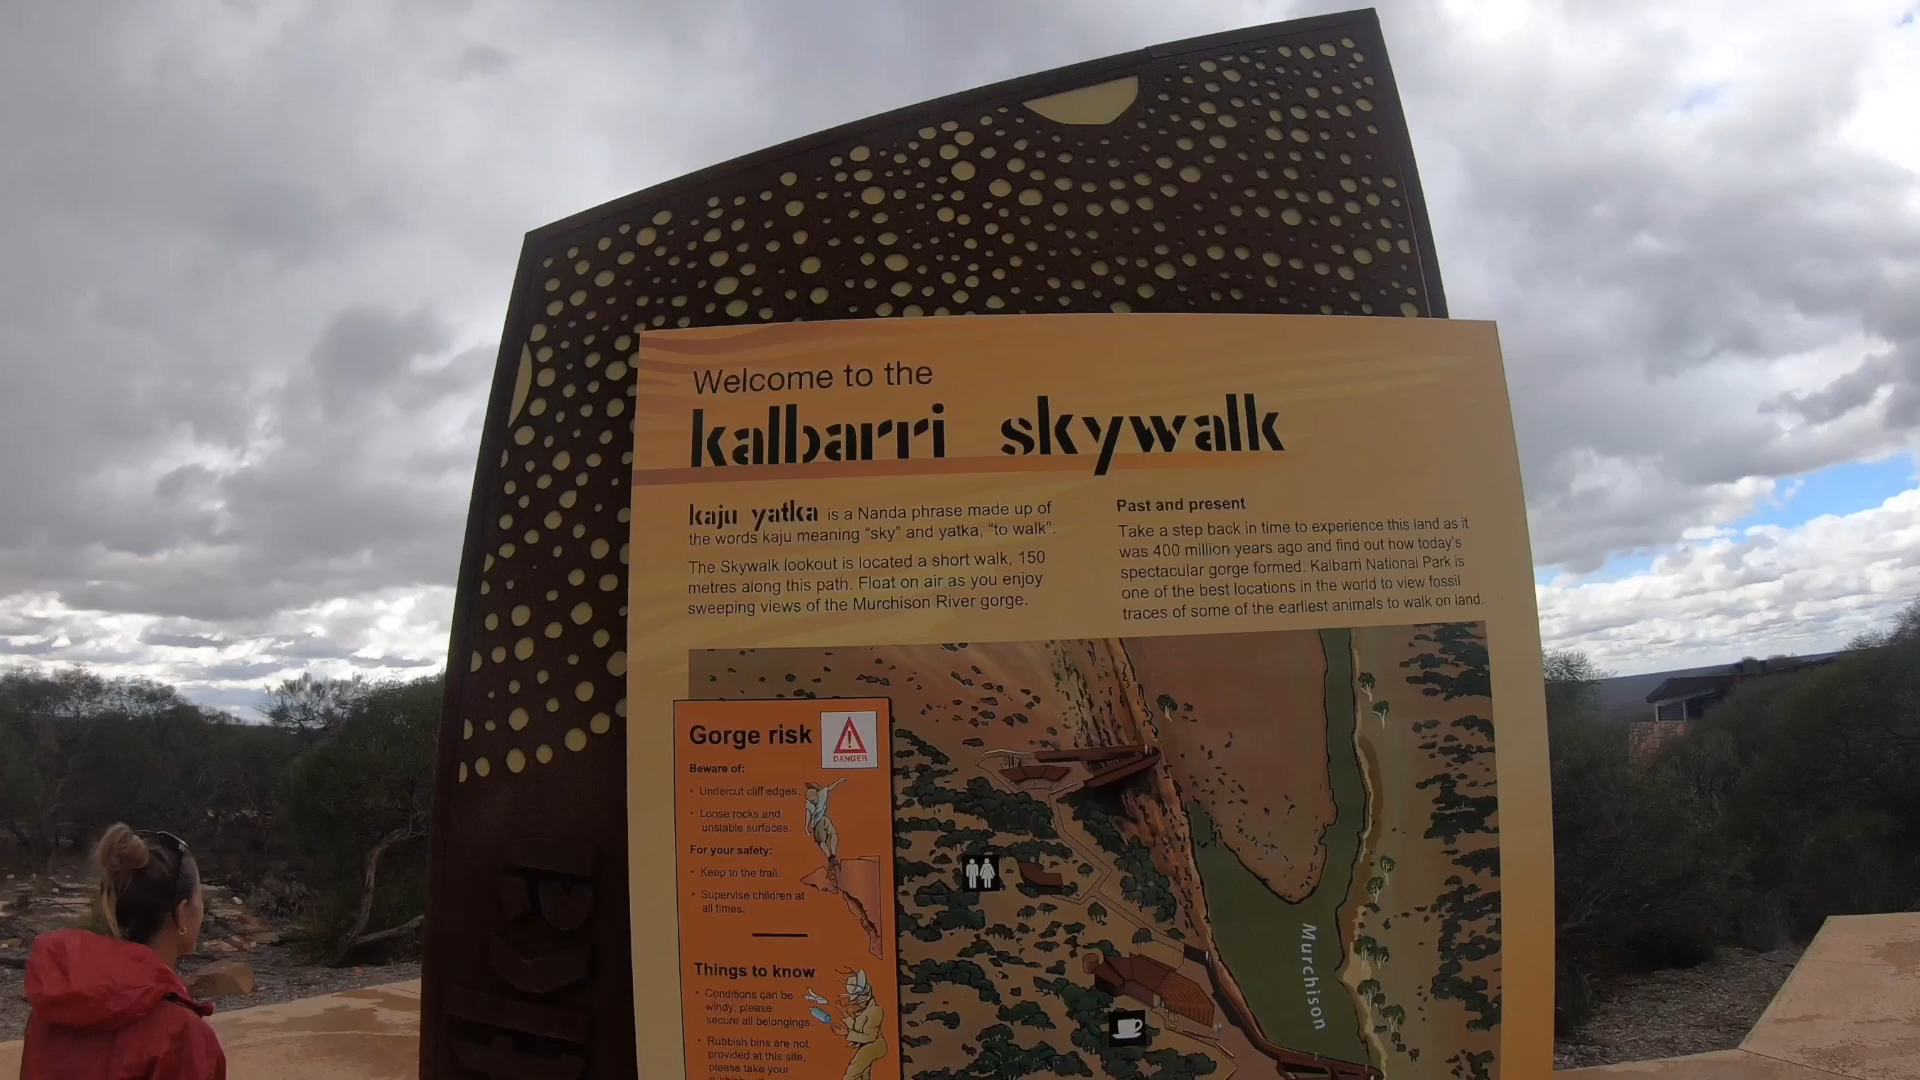 Welcome to the
kalbarri skywalk
kaju yatka is a Nanda phrase made up of
the words kaju meaning “sky” and yatka, “to walk”.
The Skywalk lookout is located a short walk, 150
metres along this path. Float on air as you enjoy
sweeping views of the Murchison River gorge.
Past and present
Take a step back in time to experience this land as it
was 400 million years ago and find out how today's
spectacular gorge formed. Kalbarri National Park is
one of the best locations in the world to view fossil
traces of some of the earliest animals to walk on land.
Gorge risk
DANGER
Beware of:
• Undercut cliff edges.
• Loose rocks and
unstable surfaces.
For your safety:
• Keep to the trail.
• Supervise children at
all times.
Things to know
• Conditions can be
windy, please
secure all belongings.
• Rubbish bins are not
provided at this site,
please take your
Murchison